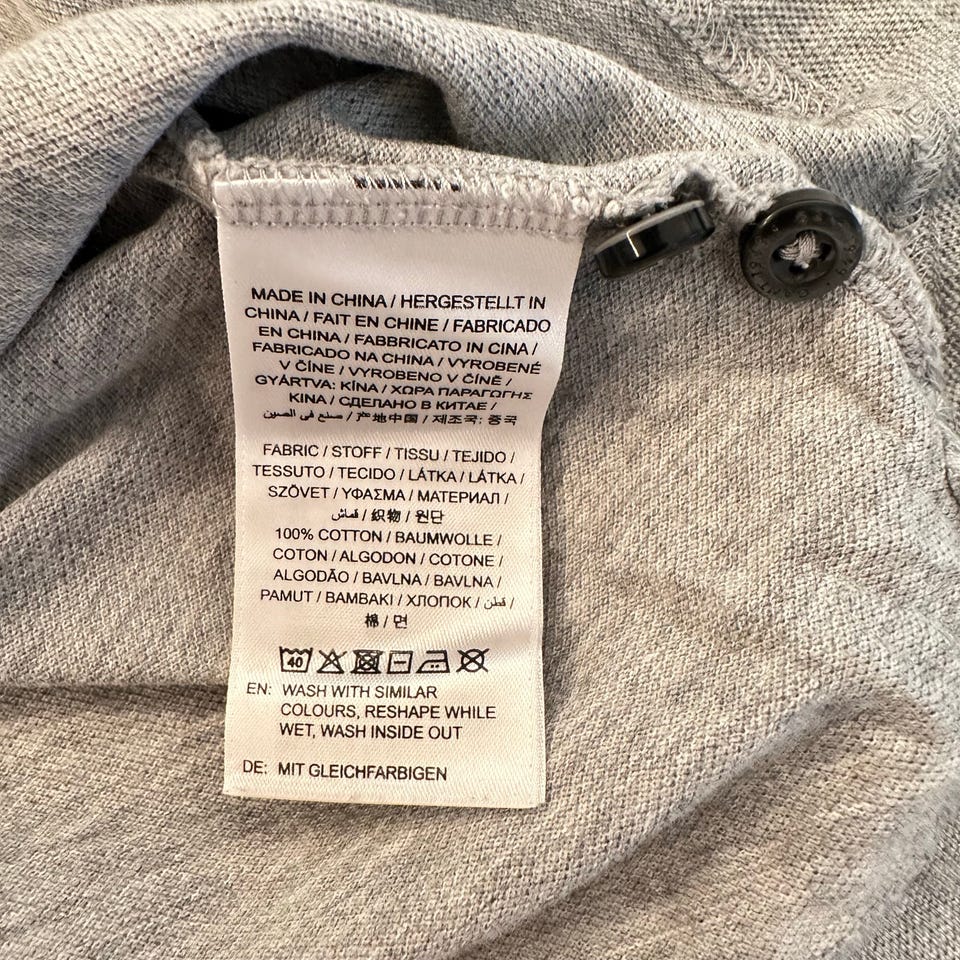 MADE IN CHINA / HERGESTELLT IN
CHINA / FAIT EN CHINE / FABRICADO
EN CHINA / FABBRICATO IN CINA /
FABRICADO NA CHINA / VYROBENÉ
V ČÍNE / VYROBENO V ČÍNĚ /
GYÁRTVA: KÍNA / ΧΩΡΑ ΠΑΡΑΓΩΓΗΣ
ΚΙΝΑ / СДЕЛАНО В КИТАЕ /
صنع في الصين / 产地中国 / 제조국: 중국
FABRIC / STOFF / TISSU / TEJIDO /
TESSUTO / TECIDO / LÁTKA / LÁTKA /
SZÖVET / ΥΦΑΣΜΑ / МАТЕРИАЛ /
قماش / 织物 / 원단
100% COTTON / BAUMWOLLE /
COTON / ALGODON / COTONE /
ALGODÃO / BAVLNA / BAVLNA /
PAMUT / ΒΑΜΒΑΚΙ / ХЛОПОК / قطن /
棉 / 면
40
EN: WASH WITH SIMILAR
COLOURS, RESHAPE WHILE
WET, WASH INSIDE OUT
DE: MIT GLEICHFARBIGEN